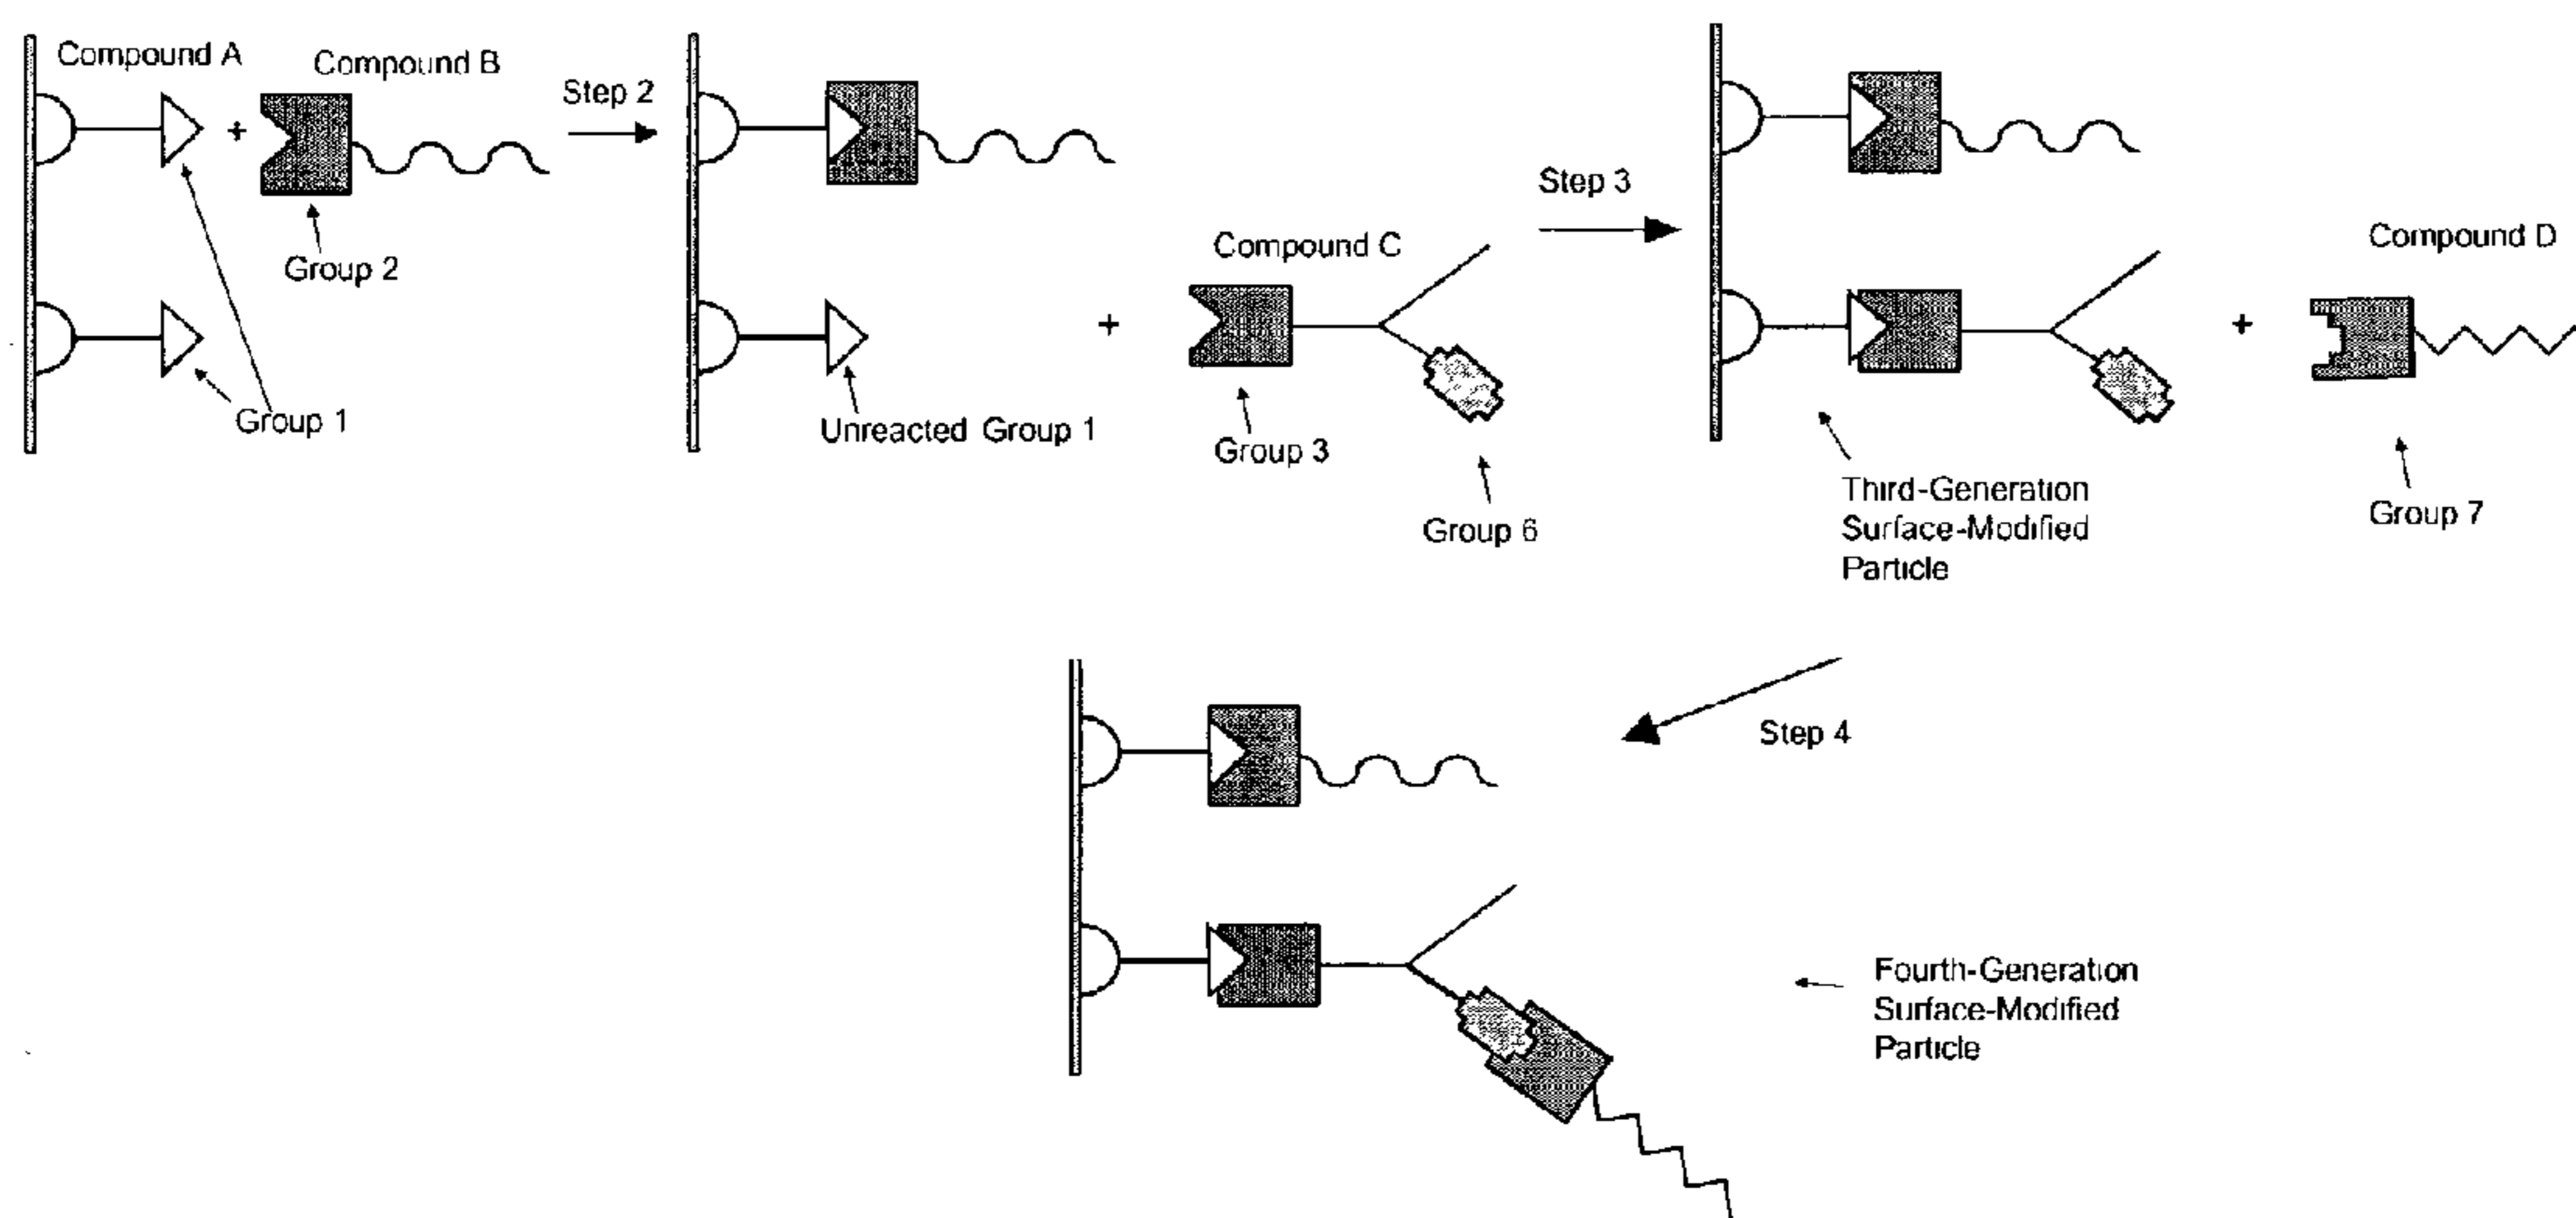 Compound A
Compound B
+
Step 2
Group 2
Group 1
Unreacted Group 1
+
Compound C
Group 3
Group 6
Step 3
Third-Generation
Surface-Modified
Particle
+
Compound D
Group 7
Step 4
Fourth-Generation
Surface-Modified
Particle